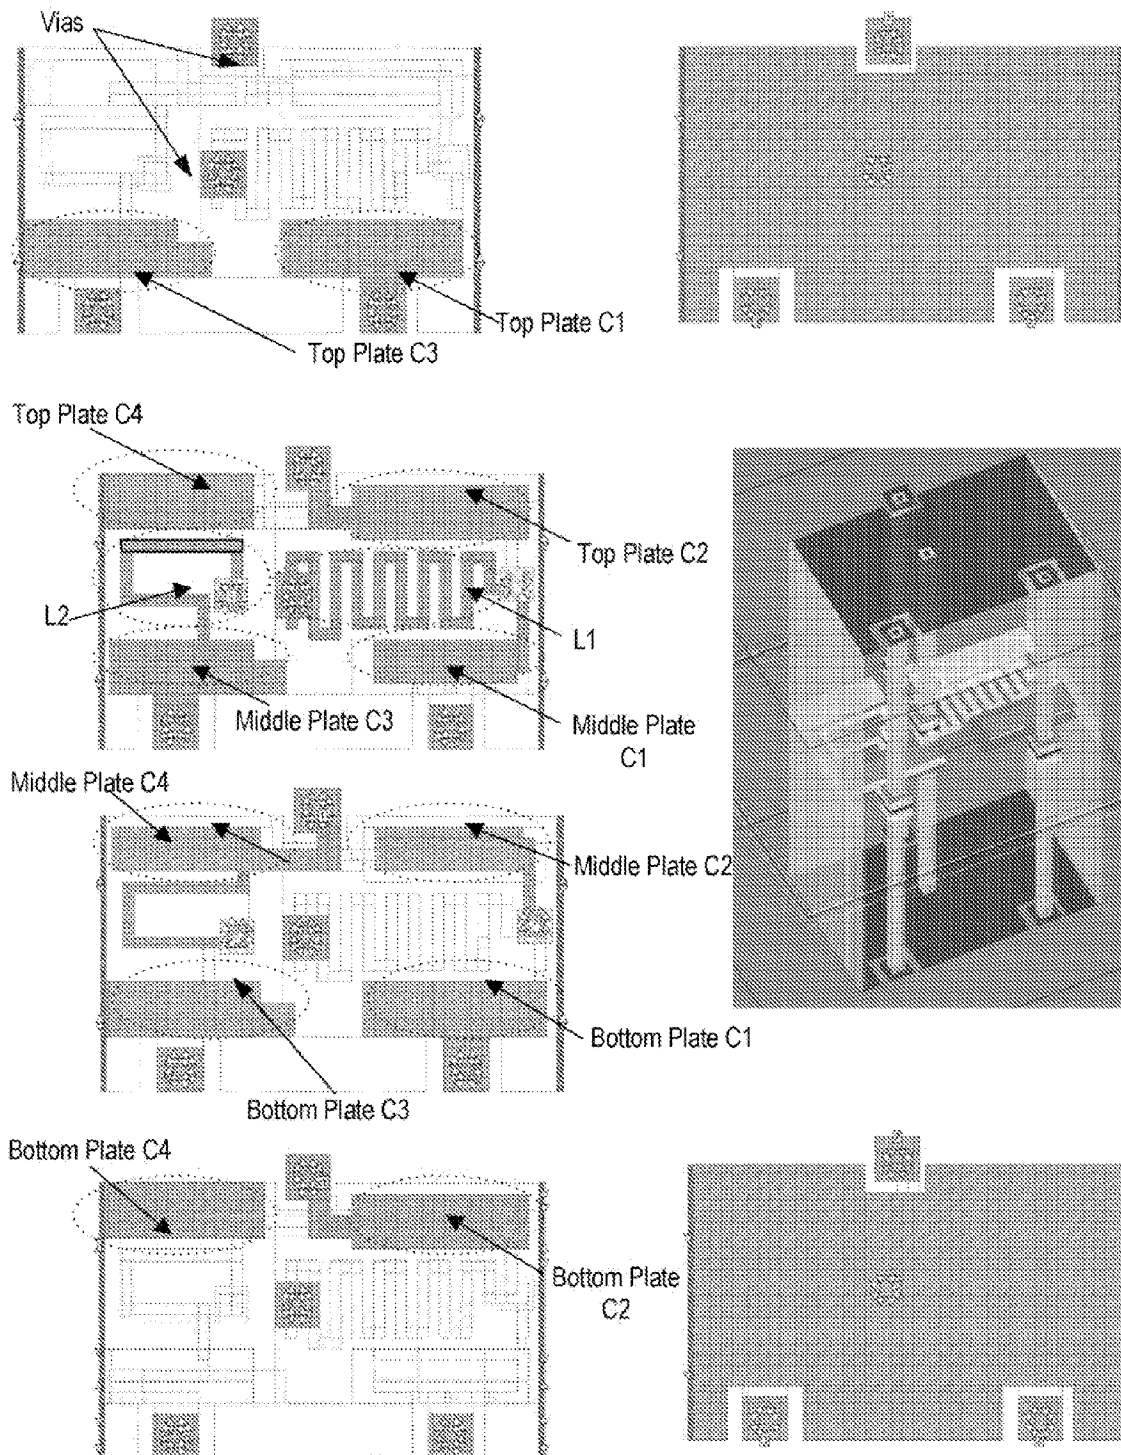 Vias
Top Plate C1
Top Plate C3
Top Plate C4
Top Plate C2
L2
L1
Middle Plate C3
Middle Plate
C1
Middle Plate C4
Middle Plate C2
Bottom Plate C1
Bottom Plate C3
Bottom Plate C4
Bottom Plate
C2